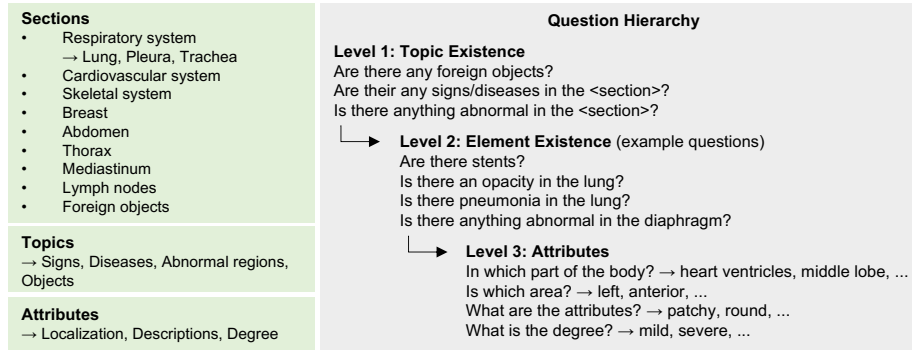 Sections
• Respiratory system
→ Lung, Pleura, Trachea
• Cardiovascular system
• Skeletal system
• Breast
• Abdomen
• Thorax
• Mediastinum
• Lymph nodes
• Foreign objects
Topics
→ Signs, Diseases, Abnormal regions,
Objects
Attributes
→ Localization, Descriptions, Degree
Question Hierarchy
Level 1: Topic Existence
Are there any foreign objects?
Are their any signs/diseases in the <section>?
Is there anything abnormal in the <section>?
Level 2: Element Existence (example questions)
Are there stents?
Is there an opacity in the lung?
Is there pneumonia in the lung?
Is there anything abnormal in the diaphragm?
Level 3: Attributes
In which part of the body? → heart ventricles, middle lobe, ...
Is which area? → left, anterior, ...
What are the attributes? → patchy, round, ...
What is the degree? → mild, severe, ...